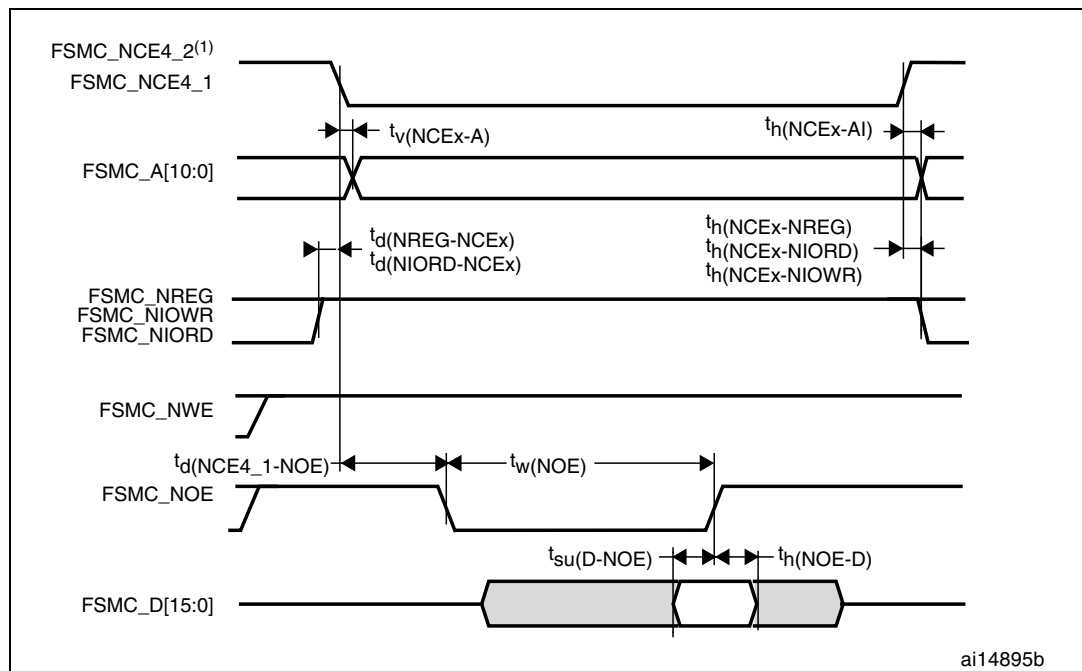 FSMC_NCE4_2(1)
FSMC_NCE4_1
tv(NCEx-A)
th(NCEx-AI)
FSMC_A[10:0]
td(NREG-NCEx)
td(NIORD-NCEx)
th(NCEx-NREG)
th(NCEx-NIORD)
th(NCEx-NIOWR)
FSMC_NREG
FSMC_NIOWR
FSMC_NIORD
FSMC_NWE
td(NCE4_1-NOE)
tw(NOE)
FSMC_NOE
tsu(D-NOE)
th(NOE-D)
FSMC_D[15:0]
ai14895b